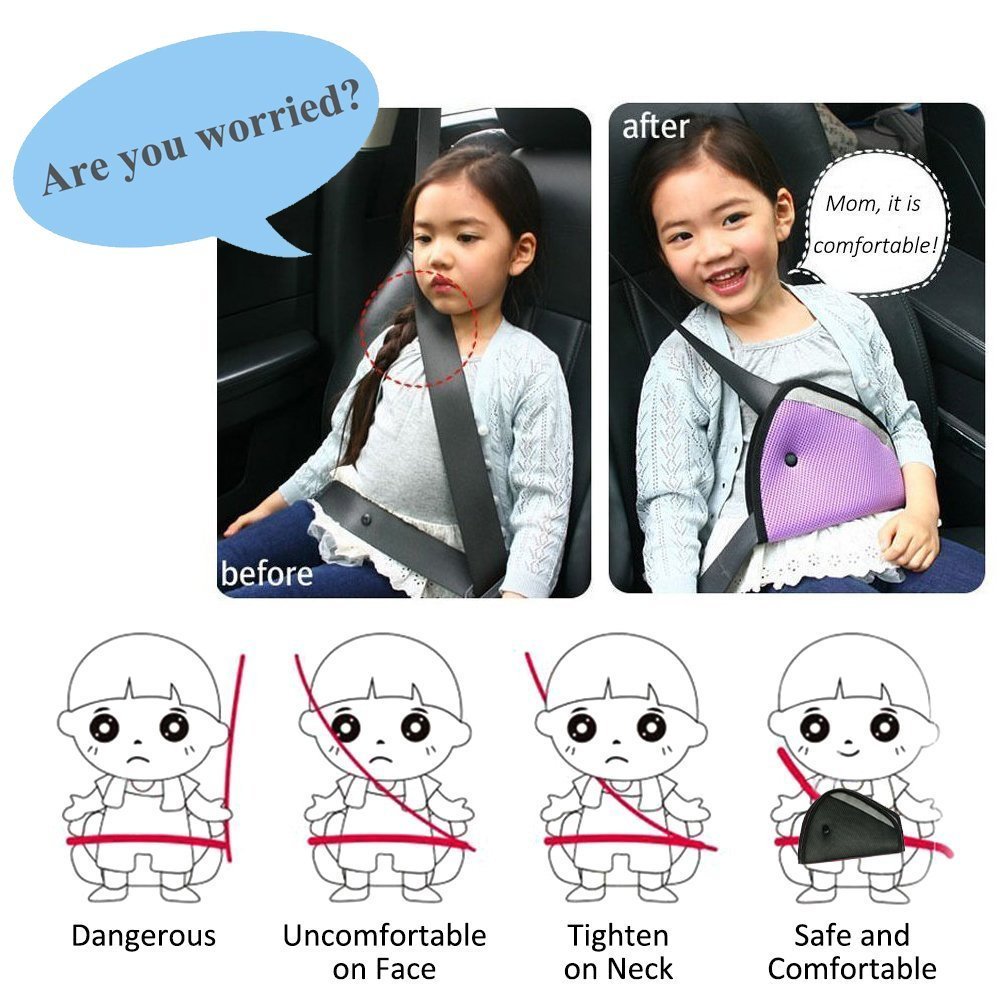 Are you worried?
before
after
Mom, it is
comfortable!
Dangerous
Uncomfortable
on Face
Tighten
on Neck
Safe and
Comfortable